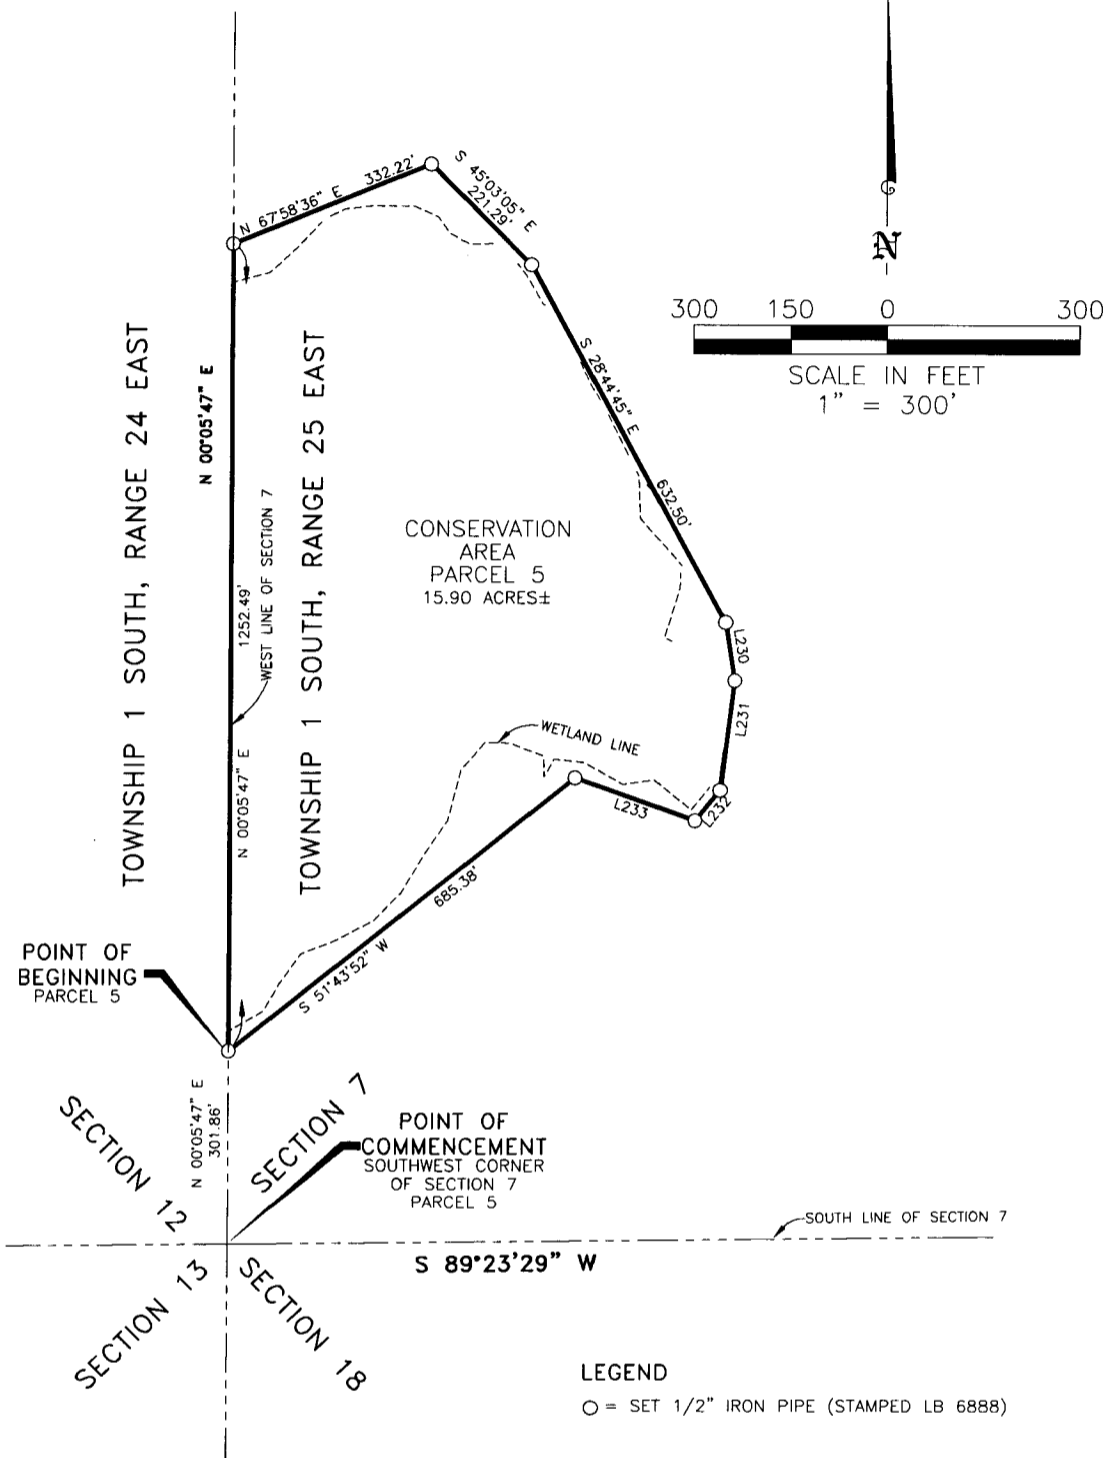 N 67°58'36" E 332.22'
S 45°03'05" E
221.29'
300 150 0 300
SCALE IN FEET
1" = 300'
N
N 00°05'47" E
TOWNSHIP 1 SOUTH, RANGE 24 EAST
TOWNSHIP 1 SOUTH, RANGE 25 EAST
S 28°44'45" E 632.50'
WEST LINE OF SECTION 7
1252.49'
N 00°05'47" E
CONSERVATION
AREA
PARCEL 5
15.90 ACRES±
L230
L231
L232
L233
WETLAND LINE
685.38'
S 51°43'52" W
POINT OF
BEGINNING
PARCEL 5
N 00°05'47" E
301.86'
SECTION 12
SECTION 7
POINT OF
COMMENCEMENT
SOUTHWEST CORNER
OF SECTION 7
PARCEL 5
SOUTH LINE OF SECTION 7
S 89°23'29" W
SECTION 13
SECTION 18
LEGEND
= SET 1/2" IRON PIPE (STAMPED LB 6888)